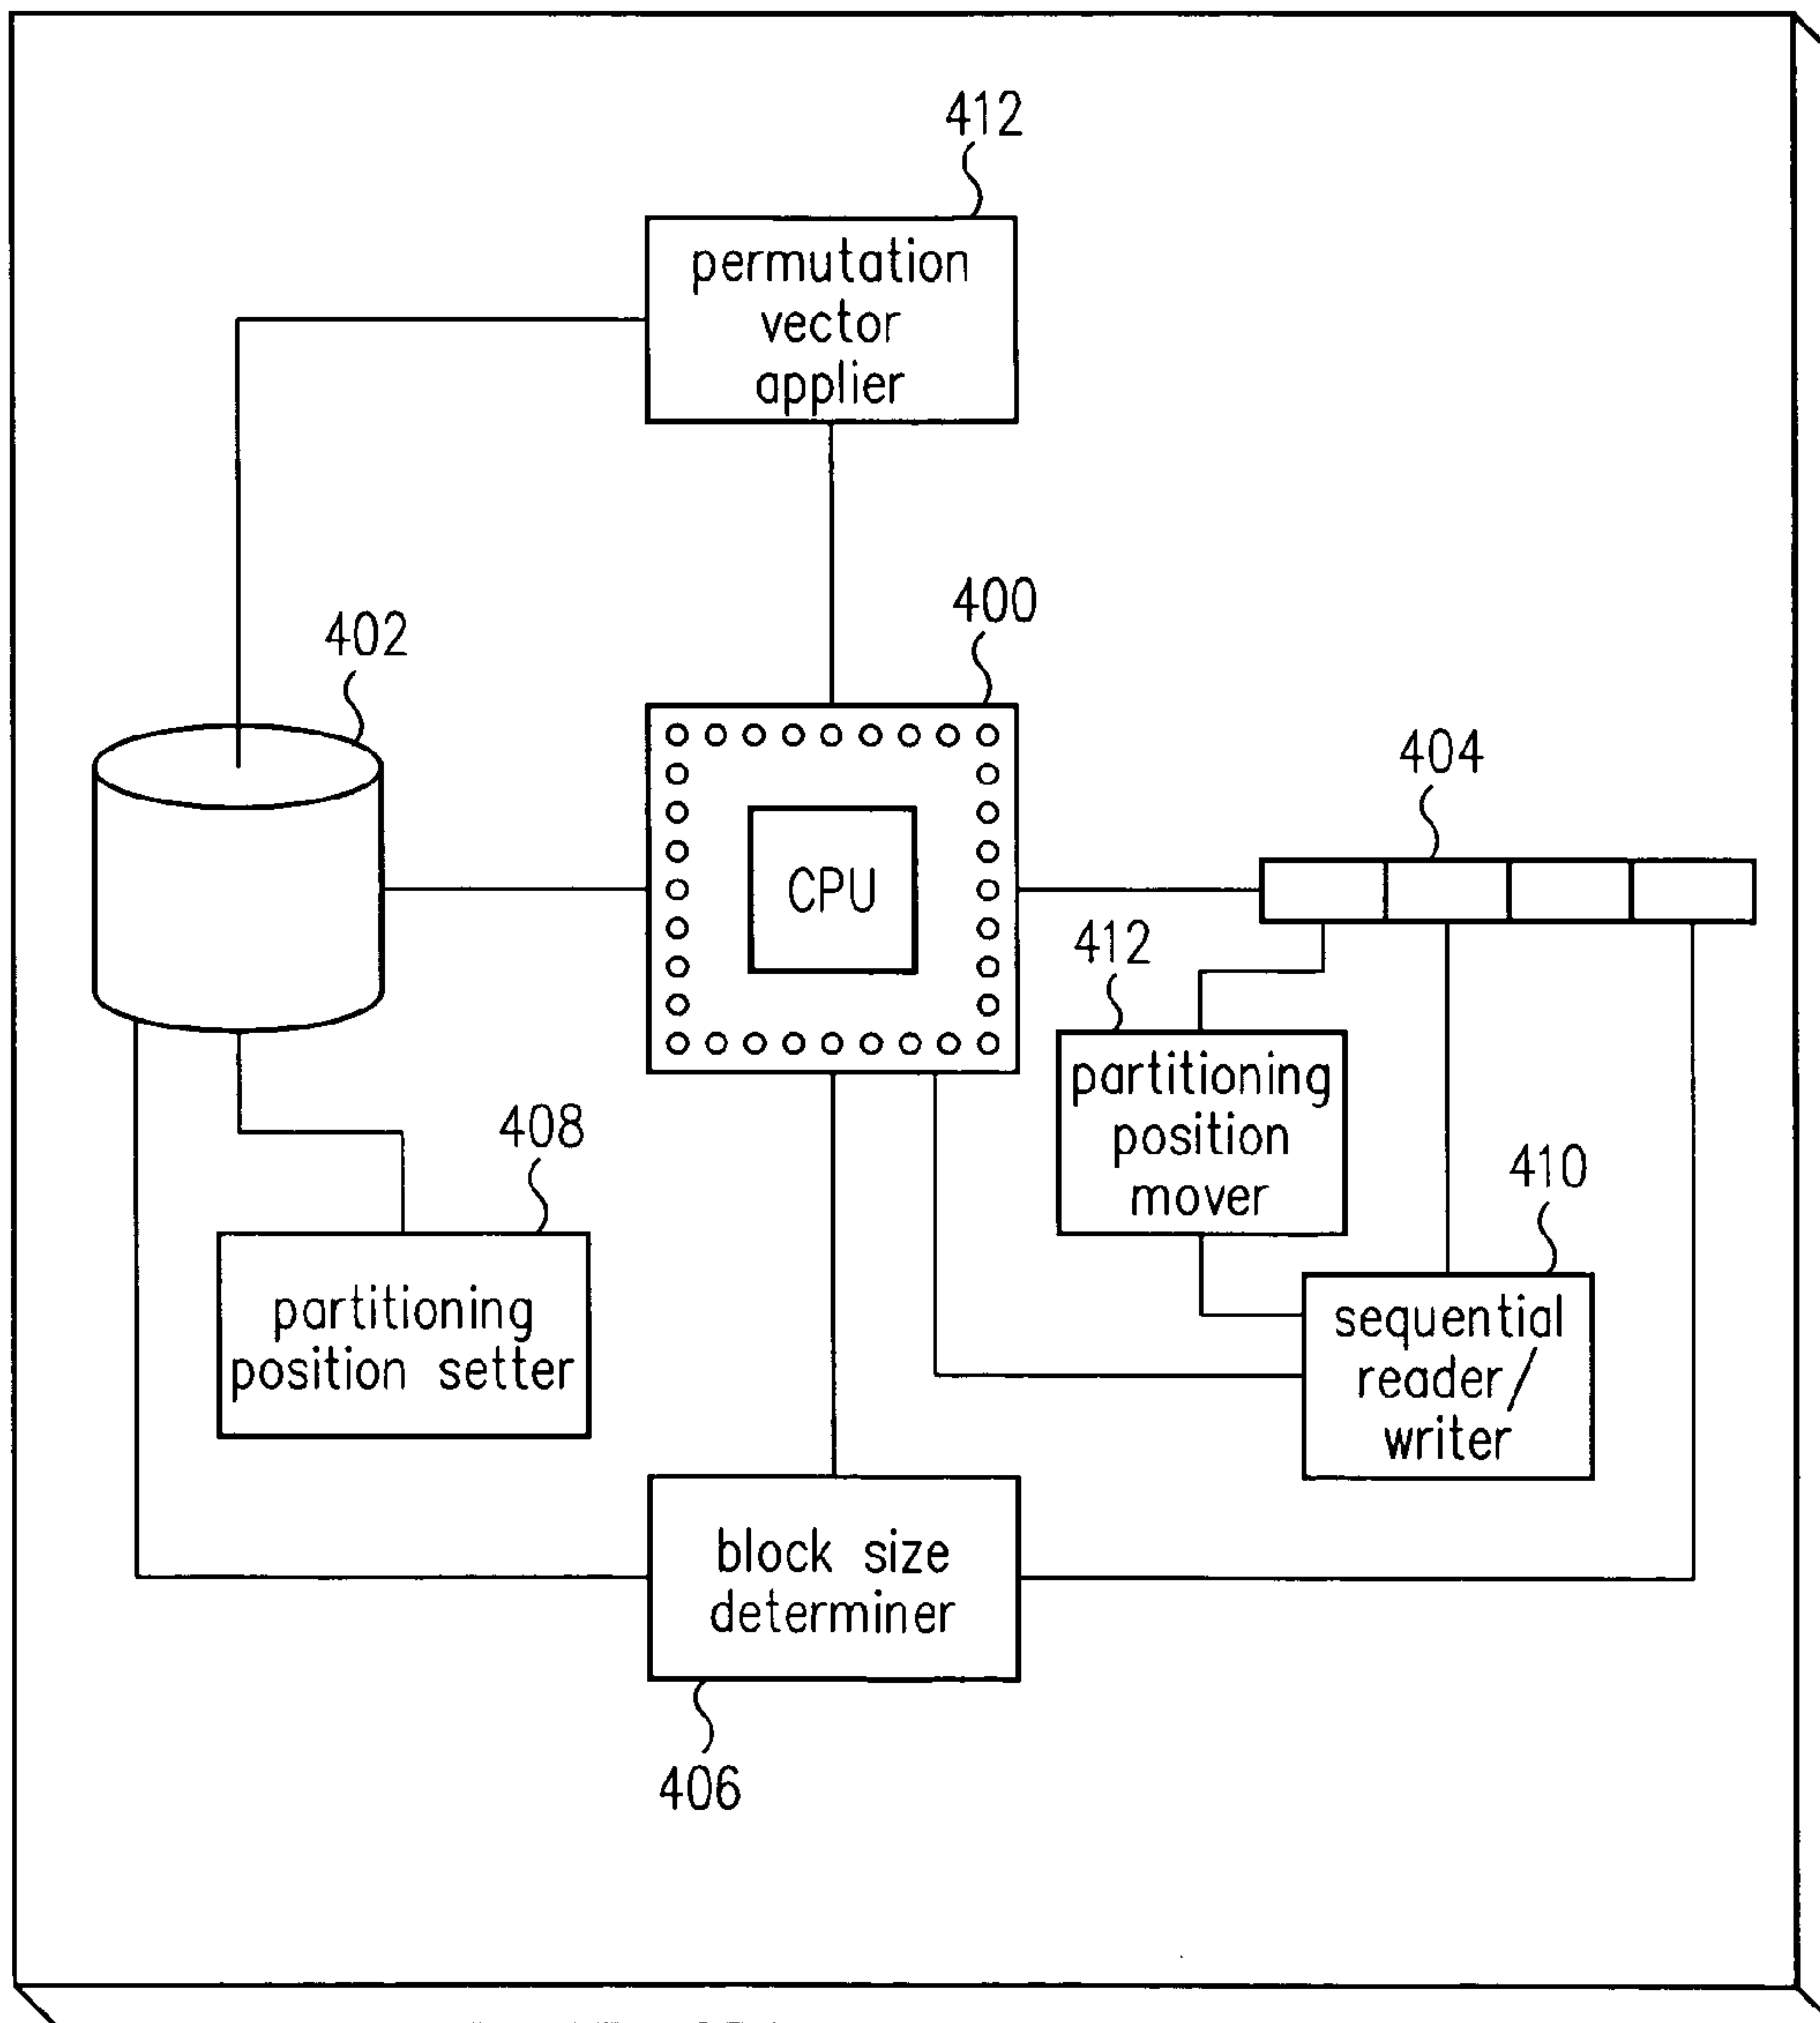 412
permutation
vector
applier
400
402
404
CPU
412
partitioning
position
mover
408
410
partitioning
position setter
sequential
reader/
writer
block size
determiner
406